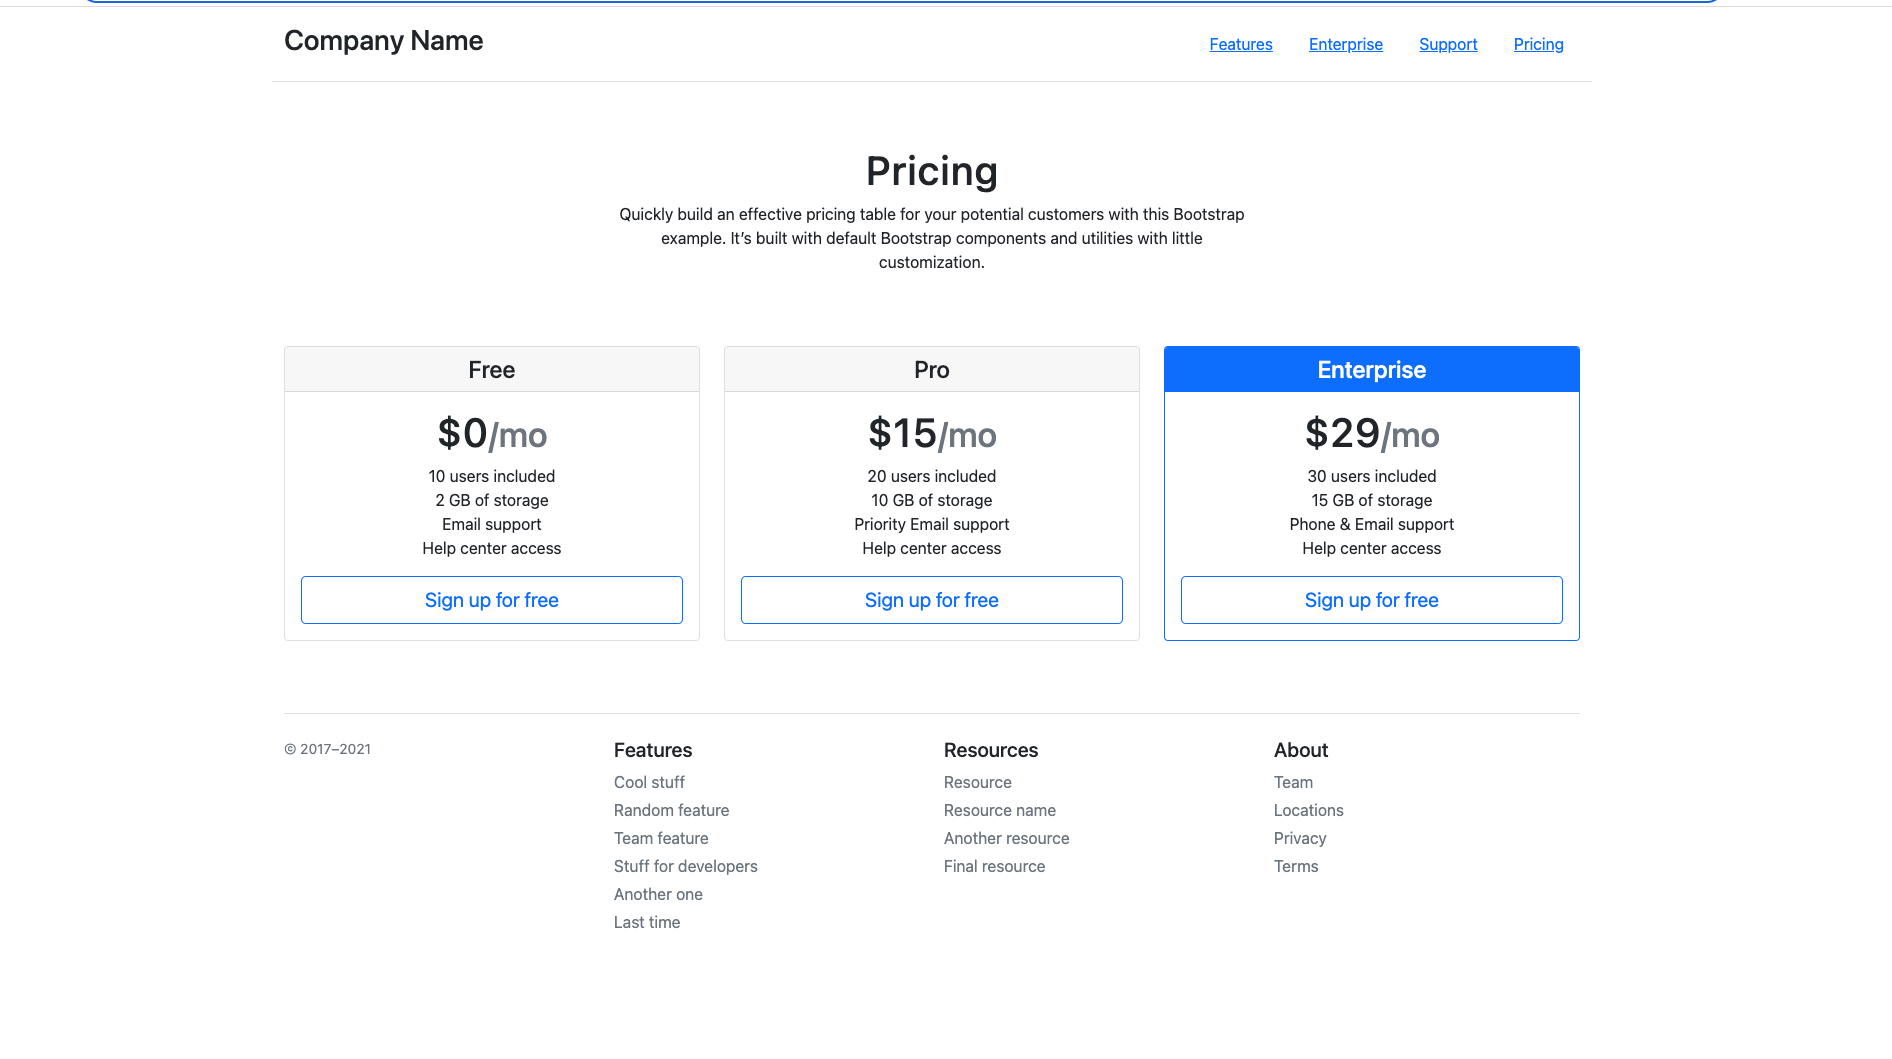 Company Name
Features Enterprise Support Pricing
Pricing
Quickly build an effective pricing table for your potential customers with this Bootstrap
example. It’s built with default Bootstrap components and utilities with little
customization.
Free
$0/mo
10 users included
2 GB of storage
Email support
Help center access
Sign up for free
Pro
$15/mo
20 users included
10 GB of storage
Priority Email support
Help center access
Sign up for free
Enterprise
$29/mo
30 users included
15 GB of storage
Phone & Email support
Help center access
Sign up for free
© 2017–2021
Features
Cool stuff
Random feature
Team feature
Stuff for developers
Another one
Last time
Resources
Resource
Resource name
Another resource
Final resource
About
Team
Locations
Privacy
Terms